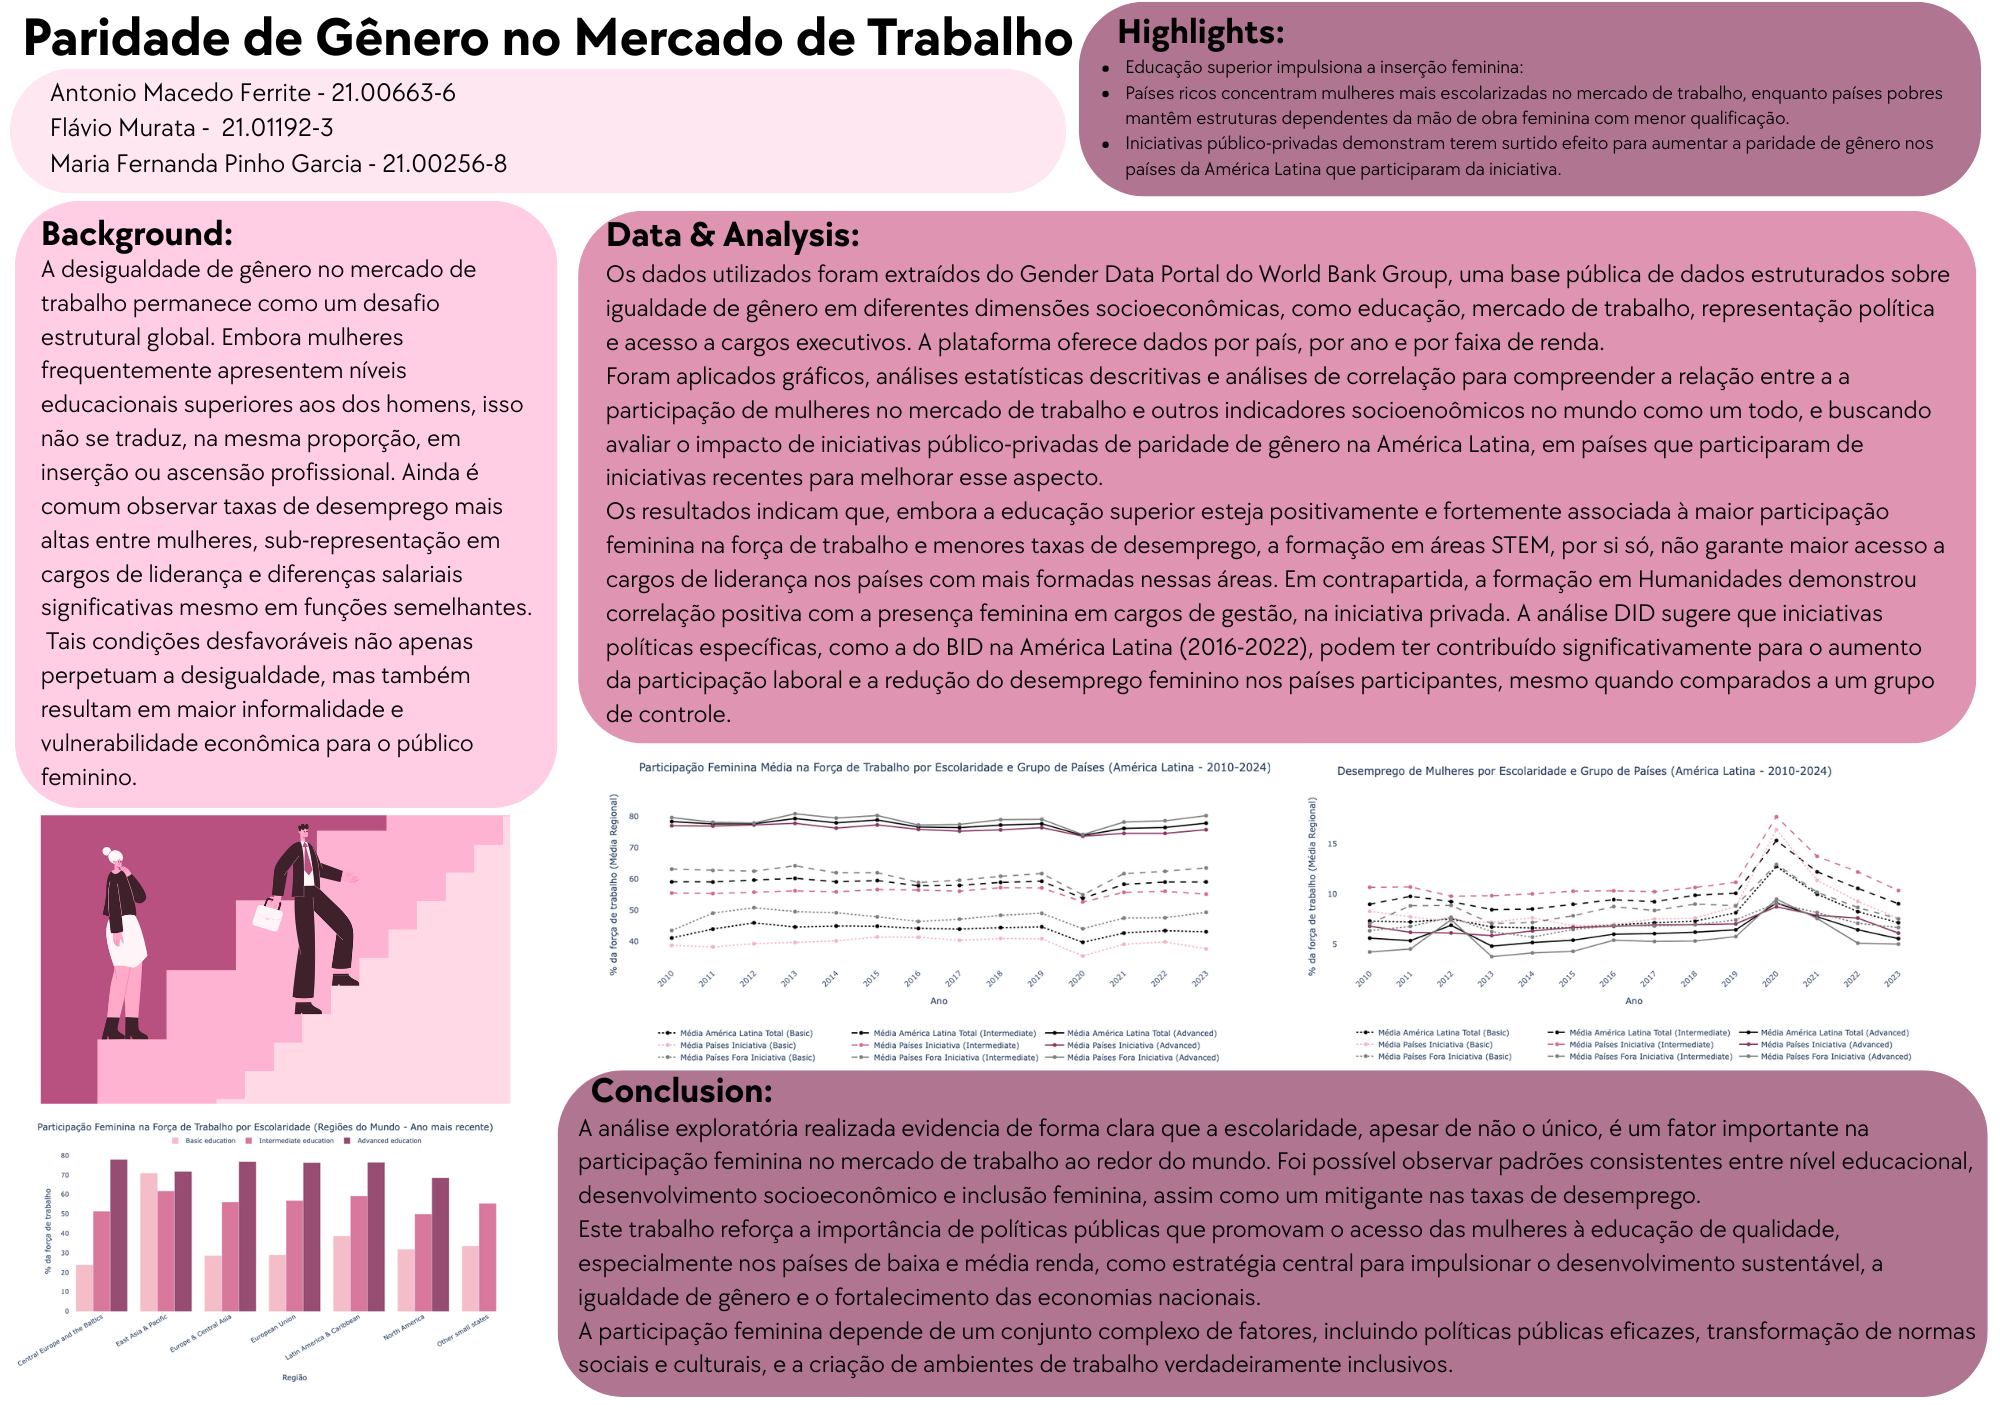 Paridade de Gênero no Mercado de Trabalho
Antonio Macedo Ferrite - 21.00663-6
Flávio Murata -  21.01192-3
Maria Fernanda Pinho Garcia - 21.00256-8
Highlights:
• Educação superior impulsiona a inserção feminina:
• Países ricos concentram mulheres mais escolarizadas no mercado de trabalho, enquanto países pobres
mantêm estruturas dependentes da mão de obra feminina com menor qualificação.
• Iniciativas público-privadas demonstram terem surtido efeito para aumentar a paridade de gênero nos
países da América Latina que participaram da iniciativa.
Background:
A desigualdade de gênero no mercado de
trabalho permanece como um desafio
estrutural global. Embora mulheres
frequentemente apresentem níveis
educacionais superiores aos dos homens, isso
não se traduz, na mesma proporção, em
inserção ou ascensão profissional. Ainda é
comum observar taxas de desemprego mais
altas entre mulheres, sub-representação em
cargos de liderança e diferenças salariais
significativas mesmo em funções semelhantes.
Tais condições desfavoráveis não apenas
perpetuam a desigualdade, mas também
resultam em maior informalidade e
vulnerabilidade econômica para o público
feminino.
Data & Analysis:
Os dados utilizados foram extraídos do Gender Data Portal do World Bank Group, uma base pública de dados estruturados sobre
igualdade de gênero em diferentes dimensões socioeconômicas, como educação, mercado de trabalho, representação política
e acesso a cargos executivos. A plataforma oferece dados por país, por ano e por faixa de renda.
Foram aplicados gráficos, análises estatísticas descritivas e análises de correlação para compreender a relação entre a a
participação de mulheres no mercado de trabalho e outros indicadores socioenoômicos no mundo como um todo, e buscando
avaliar o impacto de iniciativas público-privadas de paridade de gênero na América Latina, em países que participaram de
iniciativas recentes para melhorar esse aspecto.
Os resultados indicam que, embora a educação superior esteja positivamente e fortemente associada à maior participação
feminina na força de trabalho e menores taxas de desemprego, a formação em áreas STEM, por si só, não garante maior acesso a
cargos de liderança nos países com mais formadas nessas áreas. Em contrapartida, a formação em Humanidades demonstrou
correlação positiva com a presença feminina em cargos de gestão, na iniciativa privada. A análise DID sugere que iniciativas
políticas específicas, como a do BID na América Latina (2016-2022), podem ter contribuído significativamente para o aumento
da participação laboral e a redução do desemprego feminino nos países participantes, mesmo quando comparados a um grupo
de controle.
Participação Feminina Média na Força de Trabalho por Escolaridade e Grupo de Países (América Latina - 2010-2024)
% da força de trabalho (Média Regional)
80
70
60
50
40
2010 2011 2012 2013 2014 2015 2016 2017 2018 2019 2020 2021 2022 2023
Ano
Média América Latina Total (Basic) Média América Latina Total (Intermediate) Média América Latina Total (Advanced)
Média Países Iniciativa (Basic) Média Países Iniciativa (Intermediate) Média Países Iniciativa (Advanced)
Média Países Fora Iniciativa (Basic) Média Países Fora Iniciativa (Intermediate) Média Países Fora Iniciativa (Advanced)
Desemprego de Mulheres por Escolaridade e Grupo de Países (América Latina - 2010-2024)
% da força de trabalho (Média Regional)
15
10
5
2010 2011 2012 2013 2014 2015 2016 2017 2018 2019 2020 2021 2022 2023
Ano
Média América Latina Total (Basic) Média América Latina Total (Intermediate) Média América Latina Total (Advanced)
Média Países Iniciativa (Basic) Média Países Iniciativa (Intermediate) Média Países Iniciativa (Advanced)
Média Países Fora Iniciativa (Basic) Média Países Fora Iniciativa (Intermediate) Média Países Fora Iniciativa (Advanced)
Participação Feminina na Força de Trabalho por Escolaridade (Regiões do Mundo - Ano mais recente)
Basic education Intermediate education Advanced education
% da força de trabalho
80
70
60
50
40
30
20
10
0
Central Europe and the Baltics
East Asia & Pacific
Europe & Central Asia
European Union
Latin America & Caribbean
North America
Other small states
Região
Conclusion:
A análise exploratória realizada evidencia de forma clara que a escolaridade, apesar de não o único, é um fator importante na
participação feminina no mercado de trabalho ao redor do mundo. Foi possível observar padrões consistentes entre nível educacional,
desenvolvimento socioeconômico e inclusão feminina, assim como um mitigante nas taxas de desemprego.
Este trabalho reforça a importância de políticas públicas que promovam o acesso das mulheres à educação de qualidade,
especialmente nos países de baixa e média renda, como estratégia central para impulsionar o desenvolvimento sustentável, a
igualdade de gênero e o fortalecimento das economias nacionais.
A participação feminina depende de um conjunto complexo de fatores, incluindo políticas públicas eficazes, transformação de normas
sociais e culturais, e a criação de ambientes de trabalho verdadeiramente inclusivos.